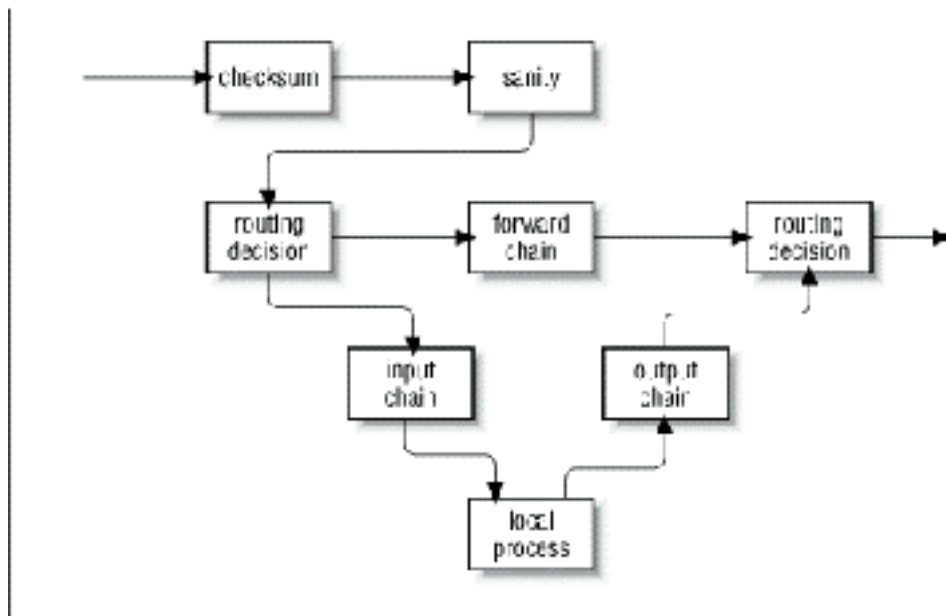 checksum
sanity
routing
decision
forward
chain
routing
decision
input
chain
output
chain
local
process